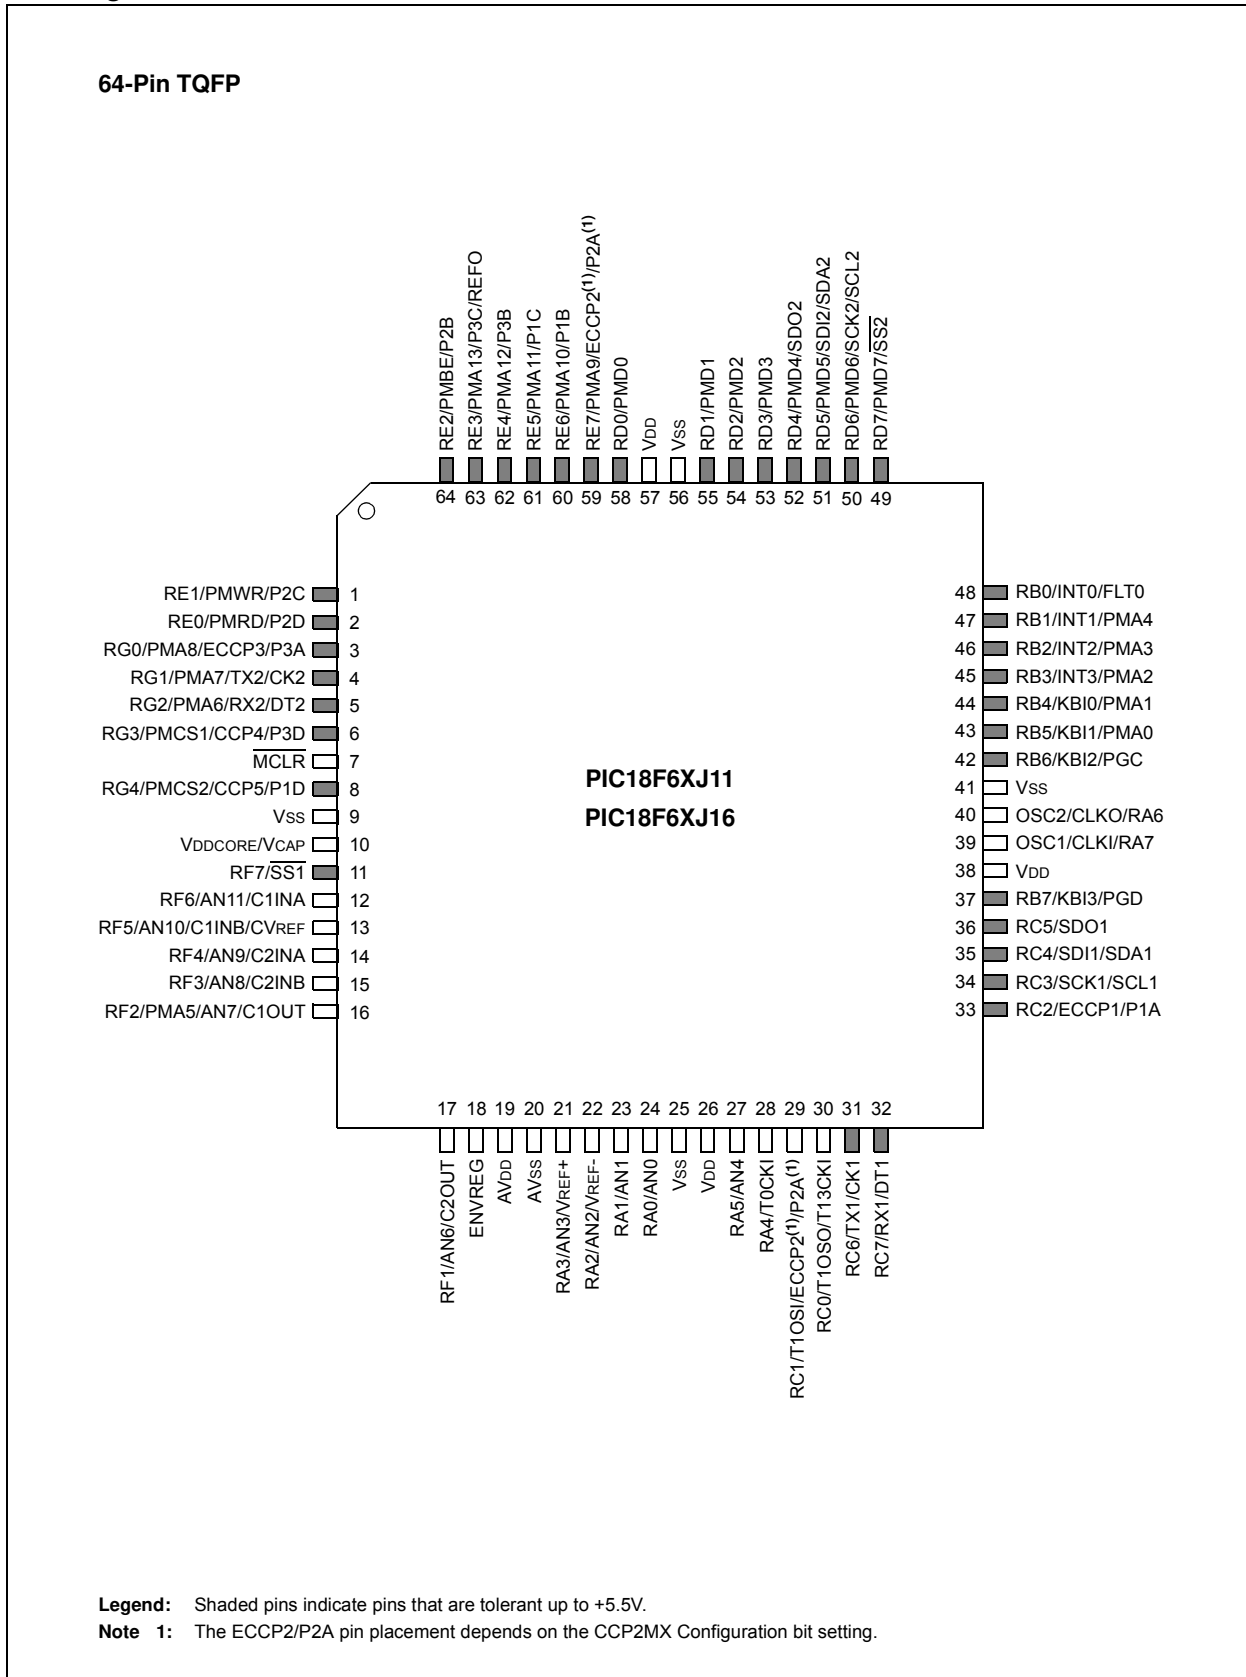 64-Pin TQFP
RE2/PMBE/P2B
RE3/PMA13/P3C/REFO
RE4/PMA12/P3B
RE5/PMA11/P1C
RE6/PMA10/P1B
RE7/PMA9/ECCP2(1)/P2A(1)
RD0/PMD0
VDD
VSS
RD1/PMD1
RD2/PMD2
RD3/PMD3
RD4/PMD4/SDO2
RD5/PMD5/SDI2/SDA2
RD6/PMD6/SCK2/SCL2
RD7/PMD7/SS2
64 63 62 61 60 59 58 57 56 55 54 53 52 51 50 49
RE1/PMWR/P2C 1
RE0/PMRD/P2D 2
RG0/PMA8/ECCP3/P3A 3
RG1/PMA7/TX2/CK2 4
RG2/PMA6/RX2/DT2 5
RG3/PMCS1/CCP4/P3D 6
MCLR 7
RG4/PMCS2/CCP5/P1D 8
VSS 9
VDDCORE/VCAP 10
RF7/SS1 11
RF6/AN11/C1INA 12
RF5/AN10/C1INB/CVREF 13
RF4/AN9/C2INA 14
RF3/AN8/C2INB 15
RF2/PMA5/AN7/C1OUT 16
PIC18F6XJ11
PIC18F6XJ16
48 RB0/INT0/FLT0
47 RB1/INT1/PMA4
46 RB2/INT2/PMA3
45 RB3/INT3/PMA2
44 RB4/KBI0/PMA1
43 RB5/KBI1/PMA0
42 RB6/KBI2/PGC
41 VSS
40 OSC2/CLKO/RA6
39 OSC1/CLKI/RA7
38 VDD
37 RB7/KBI3/PGD
36 RC5/SDO1
35 RC4/SDI1/SDA1
34 RC3/SCK1/SCL1
33 RC2/ECCP1/P1A
17 18 19 20 21 22 23 24 25 26 27 28 29 30 31 32
RF1/AN6/C2OUT
ENVREG
AVDD
AVSS
RA3/AN3/VREF+
RA2/AN2/VREF-
RA1/AN1
RA0/AN0
VSS
VDD
RA5/AN4
RA4/T0CKI
RC1/T1OSI/ECCP2(1)/P2A(1)
RC0/T1OSO/T13CKI
RC6/TX1/CK1
RC7/RX1/DT1
Legend: Shaded pins indicate pins that are tolerant up to +5.5V.
Note 1: The ECCP2/P2A pin placement depends on the CCP2MX Configuration bit setting.